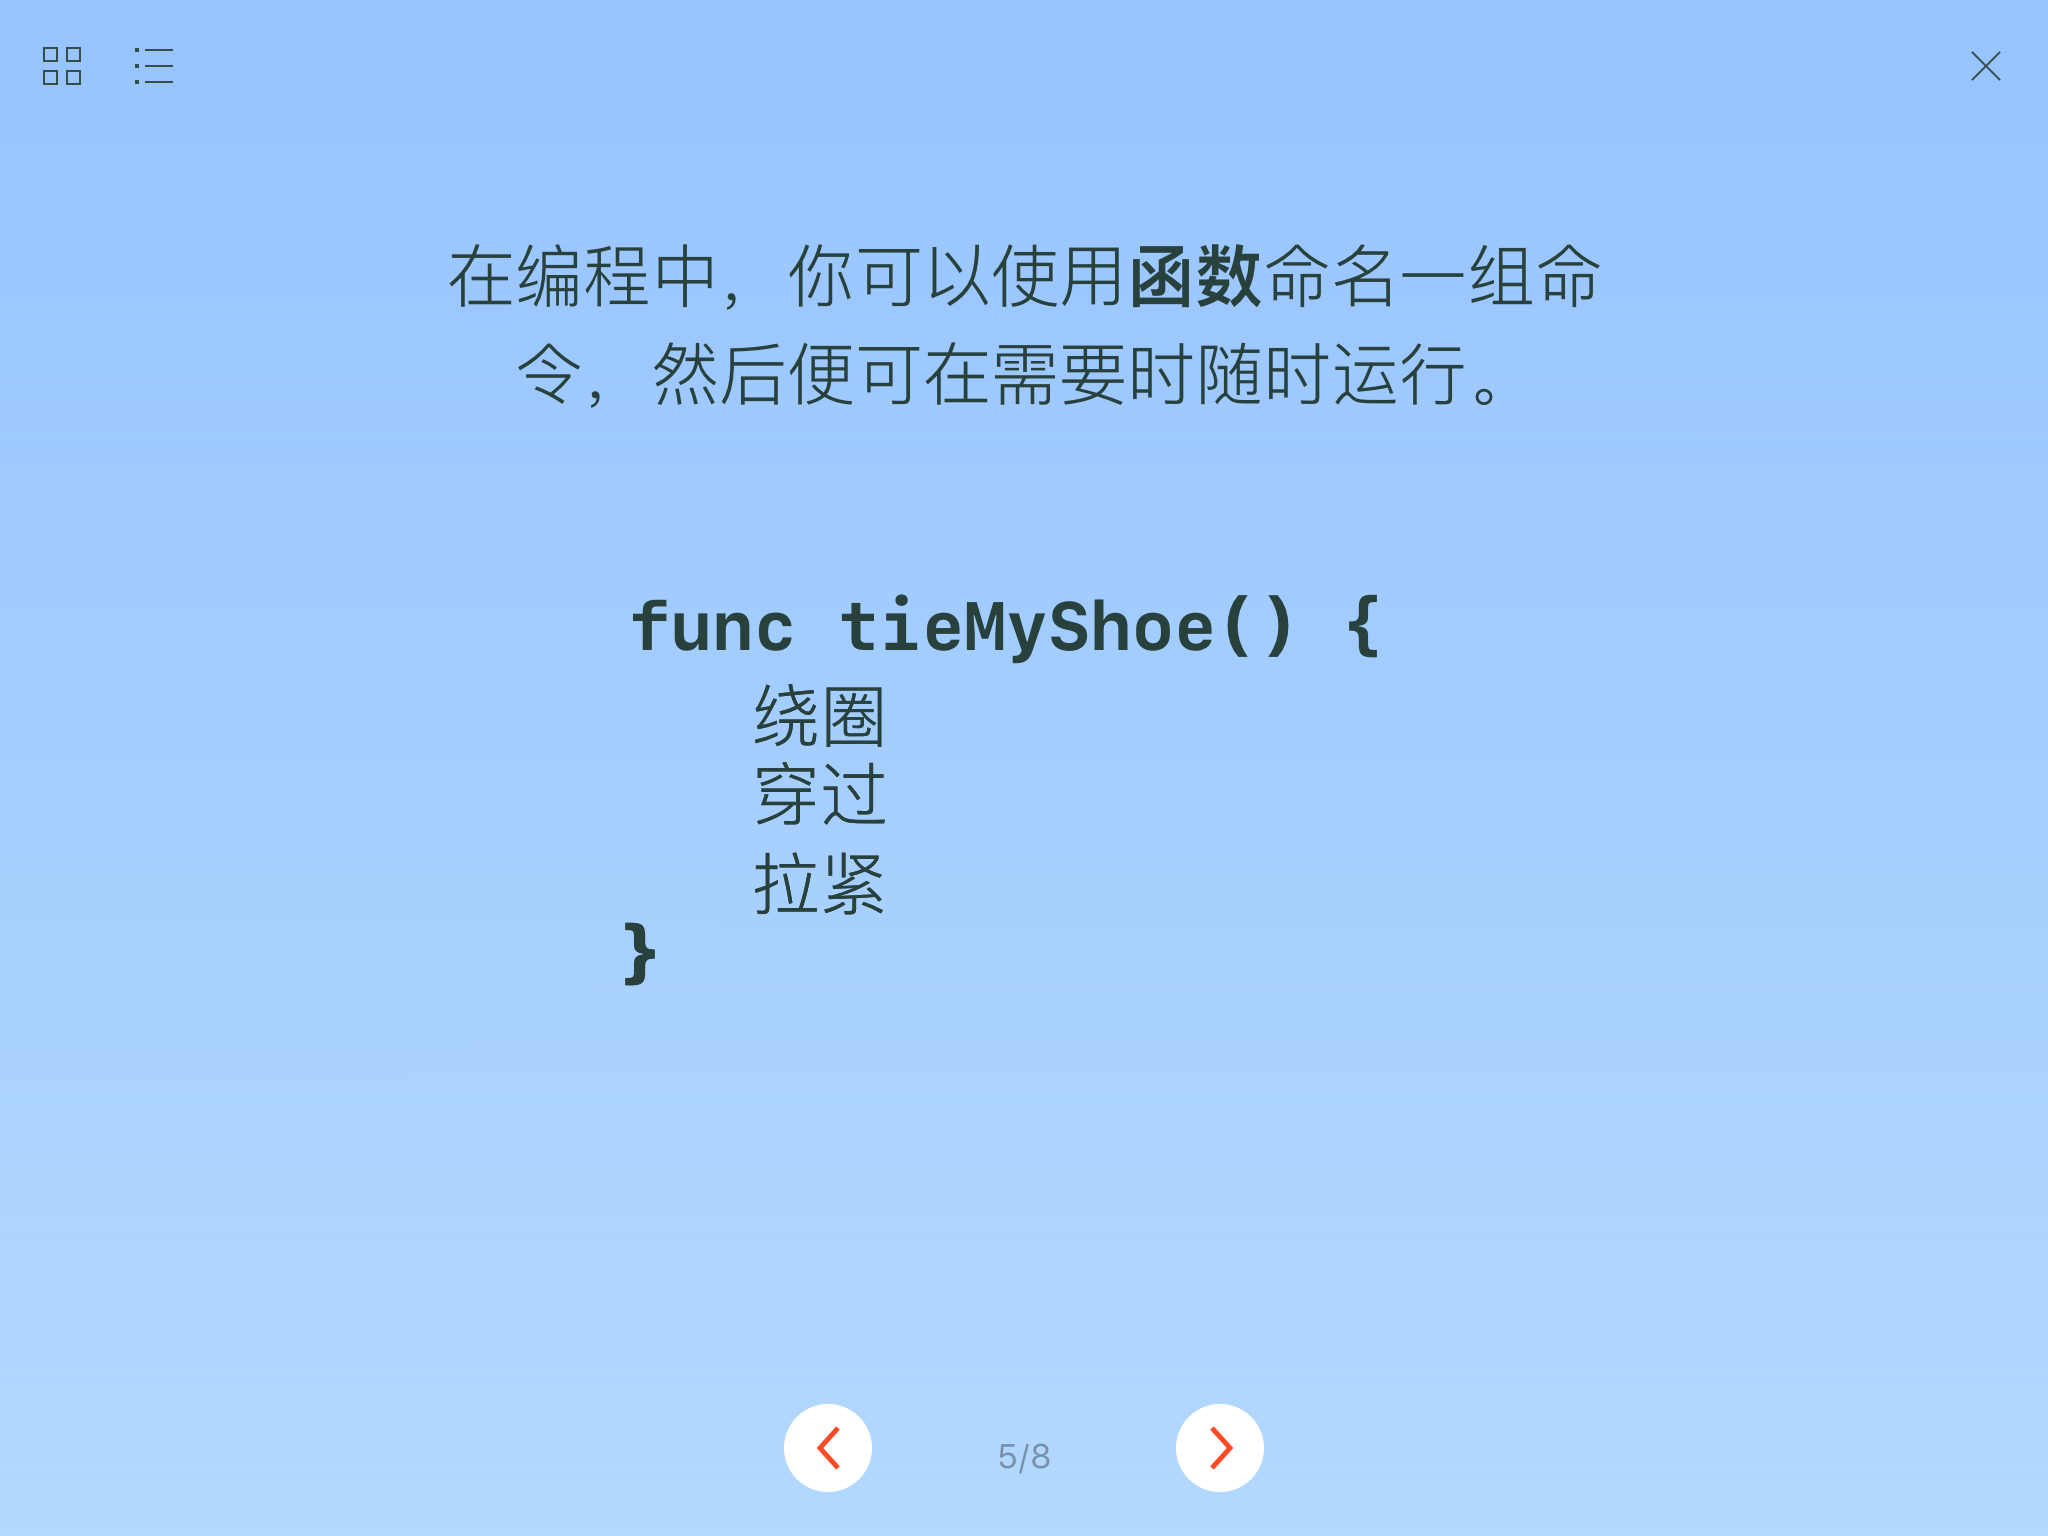 在编程中，你可以使用函数命名一组命
令，然后便可在需要时随时运行。
func tieMyShoe() {
绕圈
穿过
拉紧
}
5/8